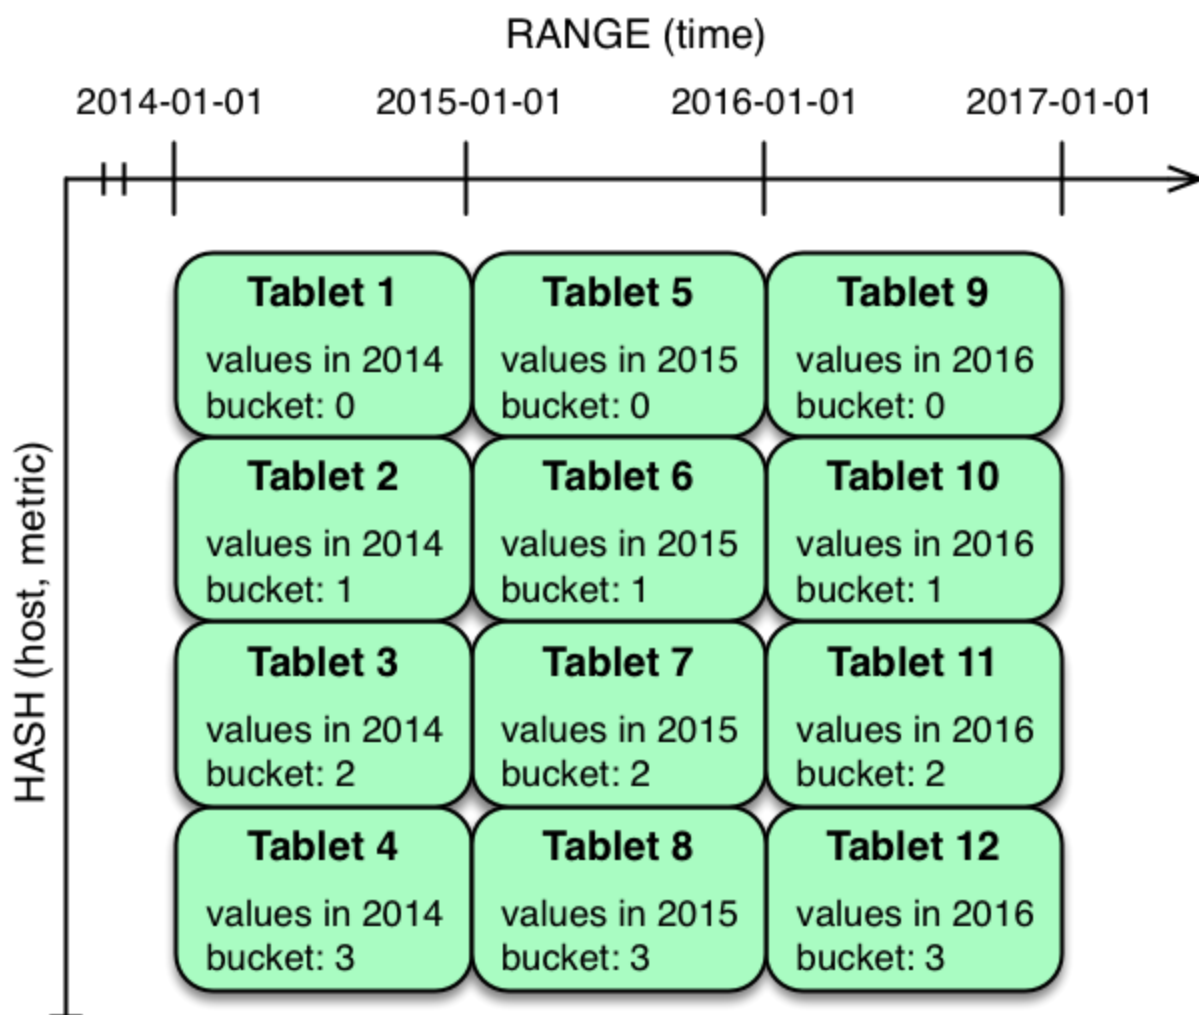 RANGE (time)
2014-01-01 2015-01-01 2016-01-01 2017-01-01
HASH (host, metric)
Tablet 1
values in 2014
bucket: 0
Tablet 5
values in 2015
bucket: 0
Tablet 9
values in 2016
bucket: 0
Tablet 2
values in 2014
bucket: 1
Tablet 6
values in 2015
bucket: 1
Tablet 10
values in 2016
bucket: 1
Tablet 3
values in 2014
bucket: 2
Tablet 7
values in 2015
bucket: 2
Tablet 11
values in 2016
bucket: 2
Tablet 4
values in 2014
bucket: 3
Tablet 8
values in 2015
bucket: 3
Tablet 12
values in 2016
bucket: 3